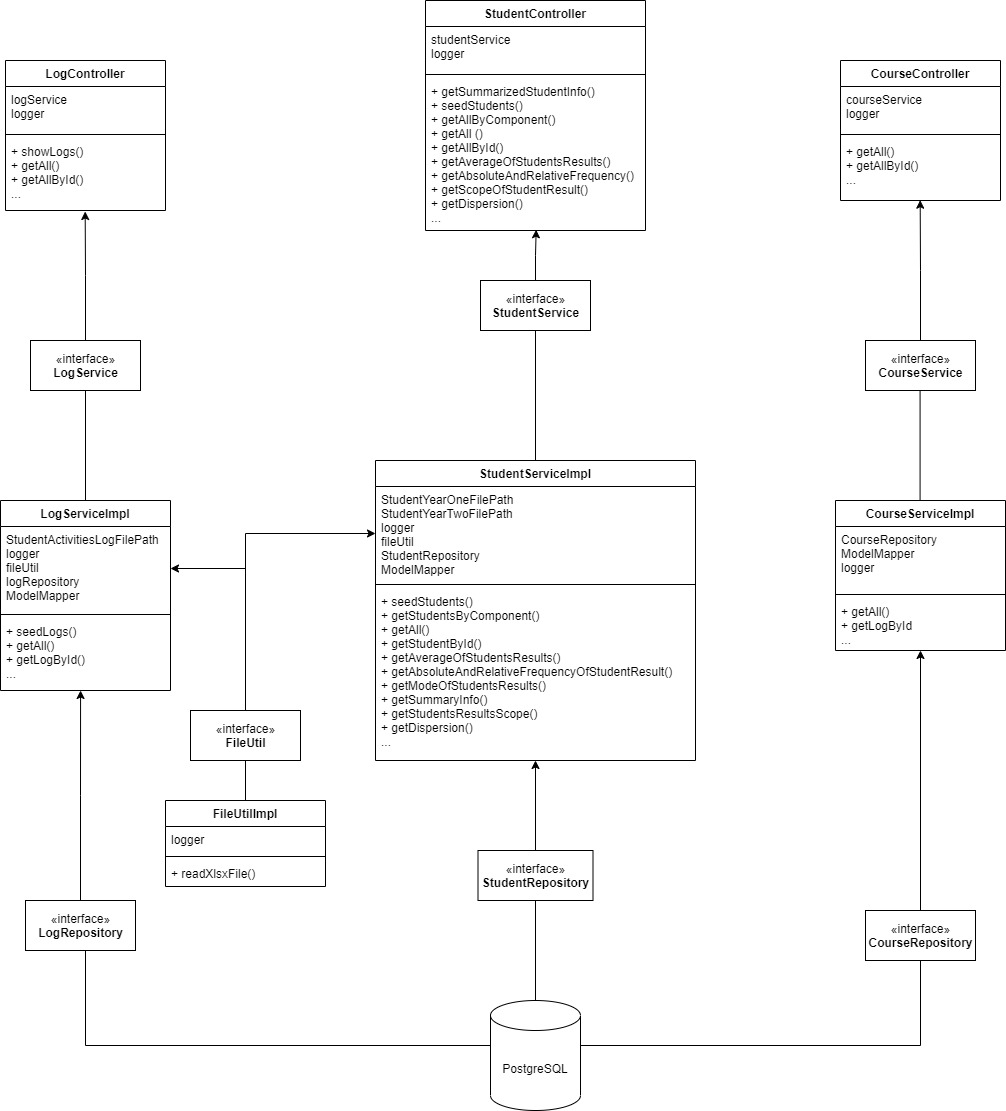 StudentController
studentService
logger
+ getSummarizedStudentInfo()
+ seedStudents()
+ getAllByComponent()
+ getAll ()
+ getAllById()
+ getAverageOfStudentsResults()
+ getAbsoluteAndRelativeFrequency()
+ getScopeOfStudentResult()
+ getDispersion()
...
LogController
logService
logger
+ showLogs()
+ getAll()
+ getAllById()
...
CourseController
courseService
logger
+ getAll()
+ getAllById()
...
«interface»
StudentService
«interface»
LogService
«interface»
CourseService
StudentServiceImpl
StudentYearOneFilePath
StudentYearTwoFilePath
logger
fileUtil
StudentRepository
ModelMapper
+ seedStudents()
+ getStudentsByComponent()
+ getAll()
+ getStudentById()
+ getAverageOfStudentsResults()
+ getAbsoluteAndRelativeFrequencyOfStudentResult()
+ getModeOfStudentsResults()
+ getSummaryInfo()
+ getStudentsResultsScope()
+ getDispersion()
...
LogServiceImpl
StudentActivitiesLogFilePath
logger
fileUtil
logRepository
ModelMapper
+ seedLogs()
+ getAll()
+ getLogById()
...
CourseServiceImpl
CourseRepository
ModelMapper
logger
+ getAll()
+ getLogById
...
«interface»
FileUtil
FileUtilImpl
logger
+ readXlsxFile()
«interface»
StudentRepository
«interface»
LogRepository
«interface»
CourseRepository
PostgreSQL